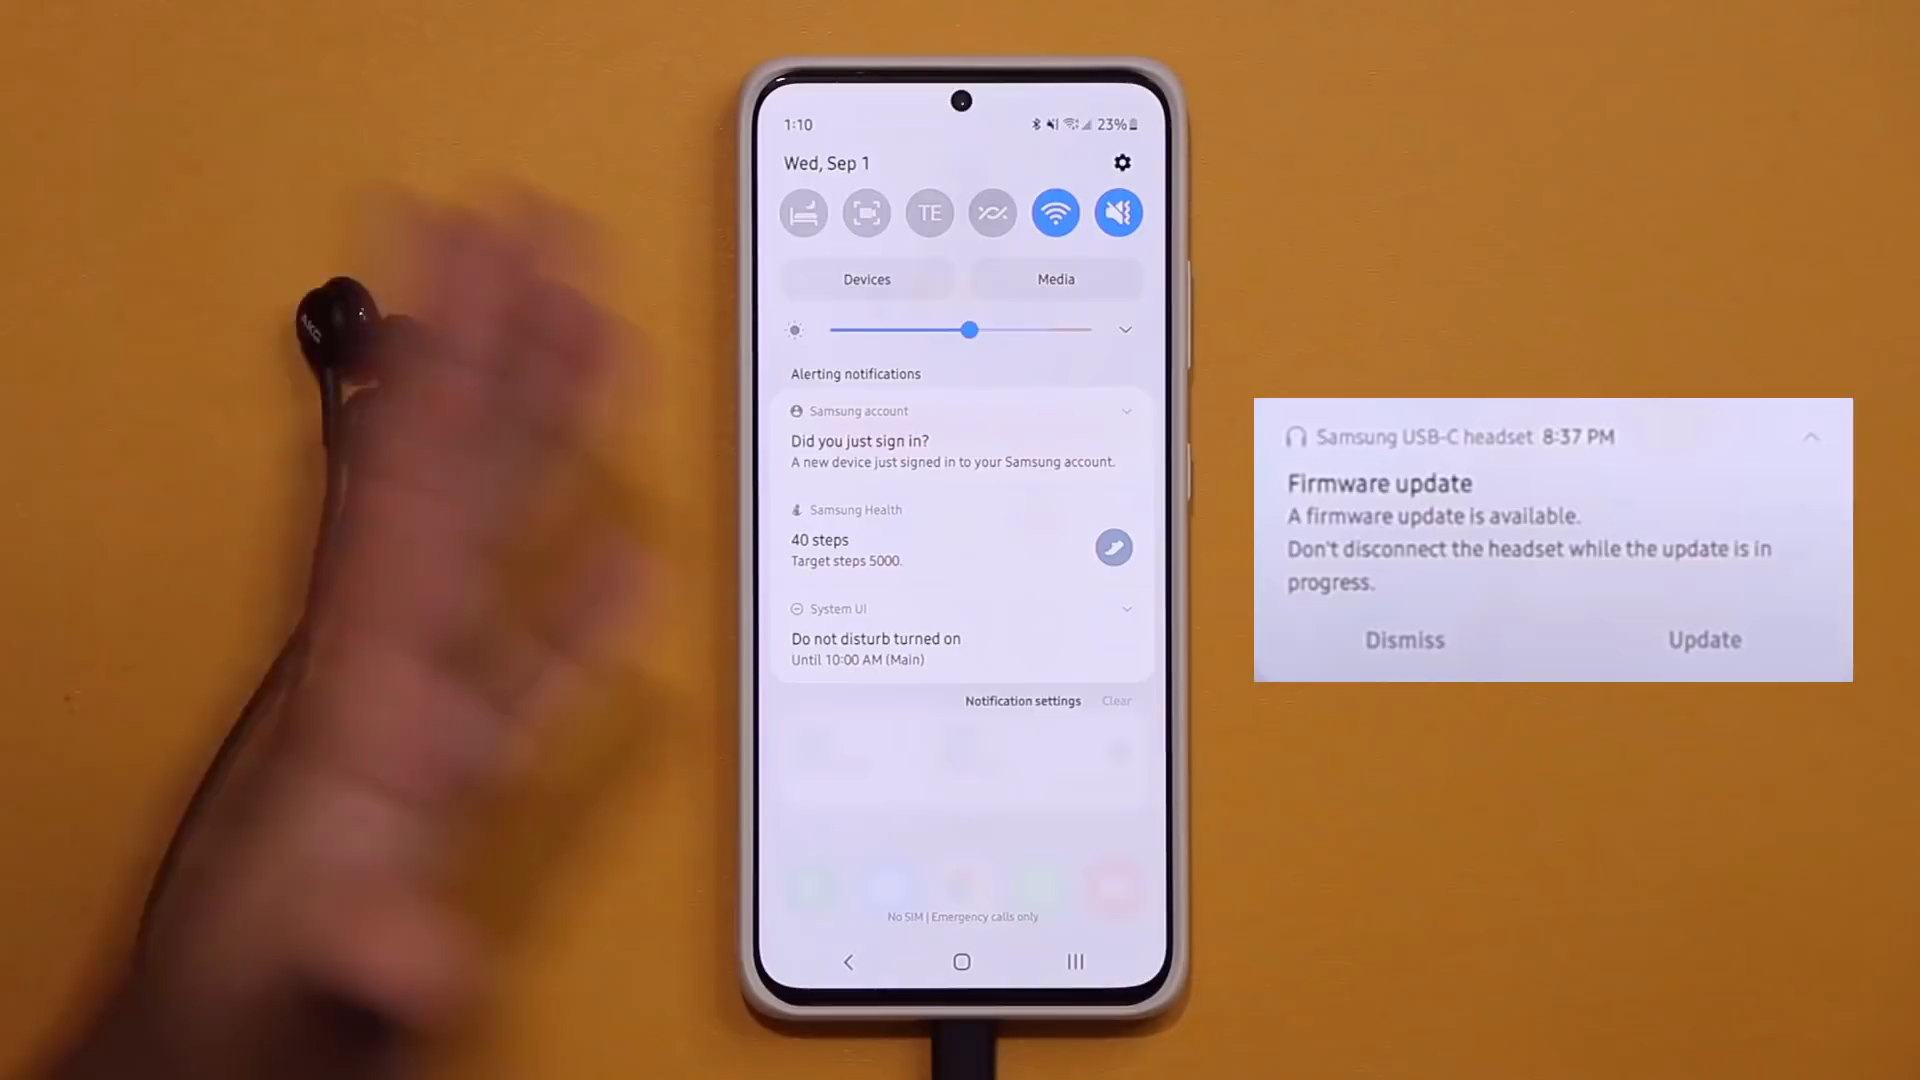 1:10
23%
Wed, Sep 1
TE
Devices
Media
Alerting notifications
Samsung account
Did you just sign in?
A new device just signed in to your Samsung account.
Samsung Health
40 steps
Target steps 5000.
System UI
Do not disturb turned on
Until 10:00 AM (Main)
Notification settings
Clear
No SIM | Emergency calls only
AKG
Samsung USB-C headset 8:37 PM
Firmware update
A firmware update is available.
Don't disconnect the headset while the update is in
progress.
Dismiss
Update